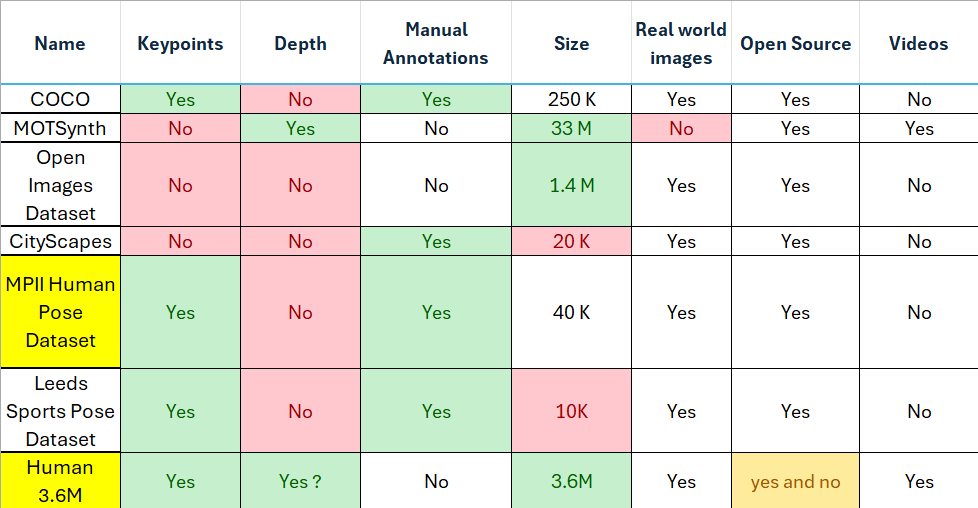 Name Keypoints Depth Manual Annotations Size Real world images Open Source Videos
COCO Yes No Yes 250 K Yes Yes No
MOTSynth No Yes No 33 M No Yes Yes
Open Images Dataset No No No 1.4 M Yes Yes No
CityScapes No No Yes 20 K Yes Yes No
MPII Human Pose Dataset Yes No Yes 40 K Yes Yes No
Leeds Sports Pose Dataset Yes No Yes 10K Yes Yes No
Human 3.6M Yes Yes ? No 3.6M Yes yes and no Yes